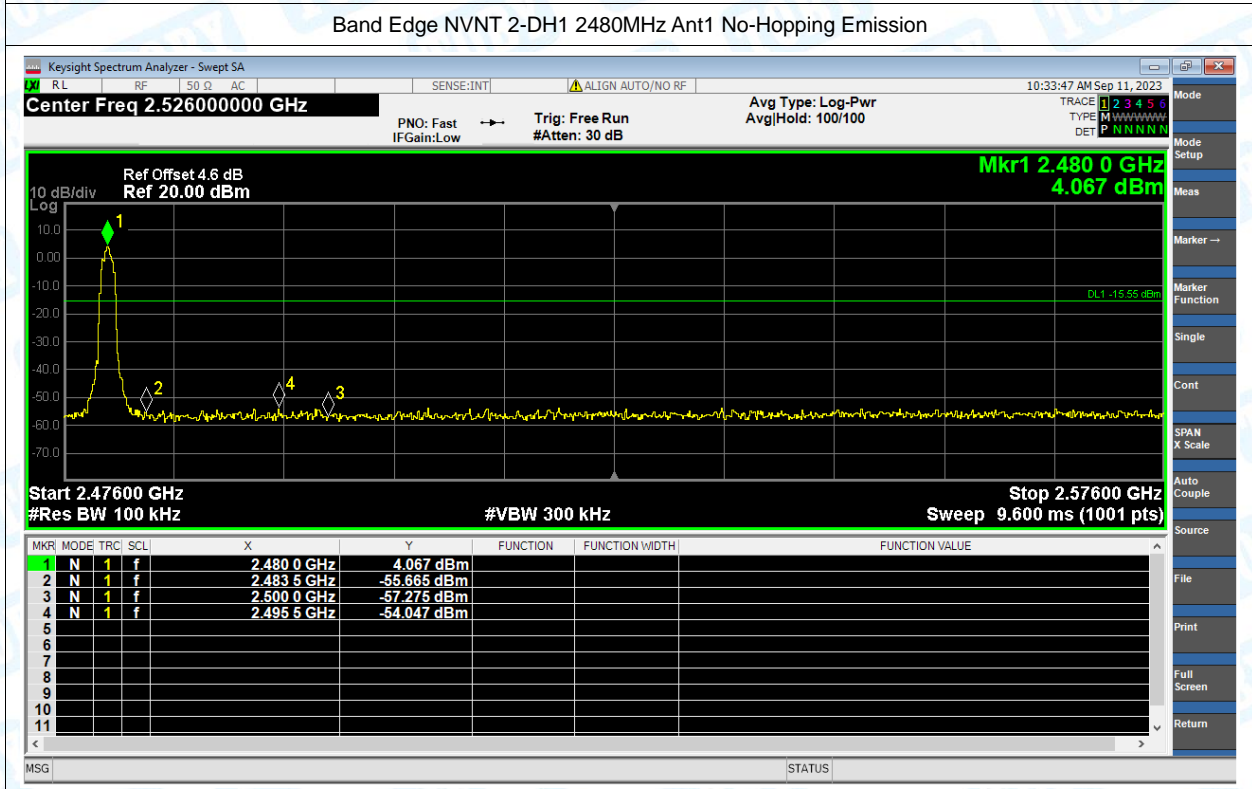 Band Edge NVNT 2-DH1 2480MHz Ant1 No-Hopping Emission
Keysight Spectrum Analyzer - Swept SA
LXI RL RF 50 Ω AC SENSE:INT ALIGN AUTO/NO RF 10:33:47 AM Sep 11, 2023
Center Freq 2.526000000 GHz
Avg Type: Log-Pwr
TRACE 1 2 3 4 5 6
PNO: Fast Trig: Free Run Avg|Hold: 100/100
TYPE M WWWWW
IFGain:Low #Atten: 30 dB
DET P N N N N N
Mkr1 2.480 0 GHz
4.067 dBm
Ref Offset 4.6 dB
10 dB/div Ref 20.00 dBm
Log
10.0
0.00
-10.0
-20.0
-30.0
-40.0
-50.0
-60.0
-70.0
1
2
4
3
DL1 -15.55 dBm
Start 2.47600 GHz Stop 2.57600 GHz
#Res BW 100 kHz #VBW 300 kHz Sweep 9.600 ms (1001 pts)
MKR MODE TRC SCL X Y FUNCTION FUNCTION WIDTH FUNCTION VALUE
1 N 1 f 2.480 0 GHz 4.067 dBm
2 N 1 f 2.483 5 GHz -55.665 dBm
3 N 1 f 2.500 0 GHz -57.275 dBm
4 N 1 f 2.495 5 GHz -54.047 dBm
5
6
7
8
9
10
11
MSG STATUS
Mode
Mode
Setup
Meas
Marker→
Marker
Function
Single
Cont
SPAN
X Scale
Auto
Couple
Source
File
Print
Full
Screen
Return